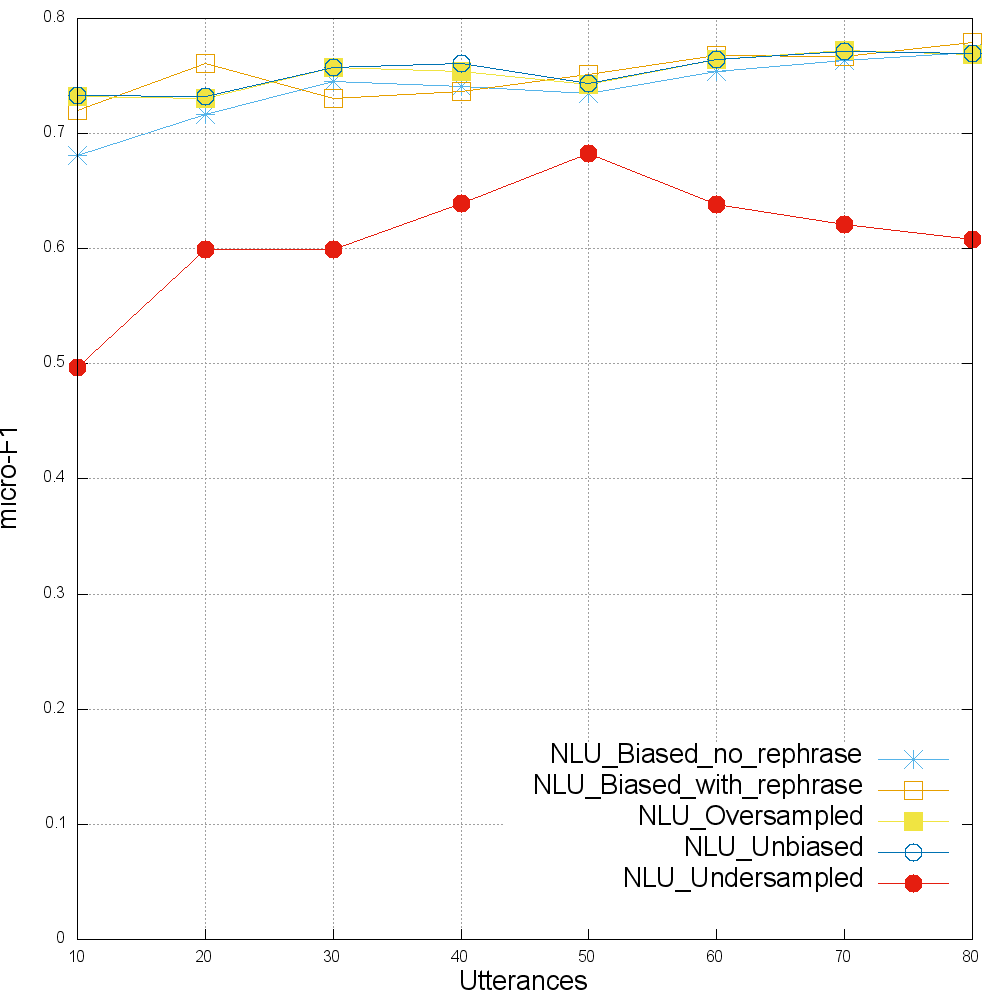 0.8
0.7
0.6
0.5
0.4
0.3
0.2
0.1
0
micro-F1
NLU_Biased_no_rephrase
NLU_Biased_with_rephrase
NLU_Oversampled
NLU_Unbiased
NLU_Undersampled
10 20 30 40 50 60 70 80
Utterances